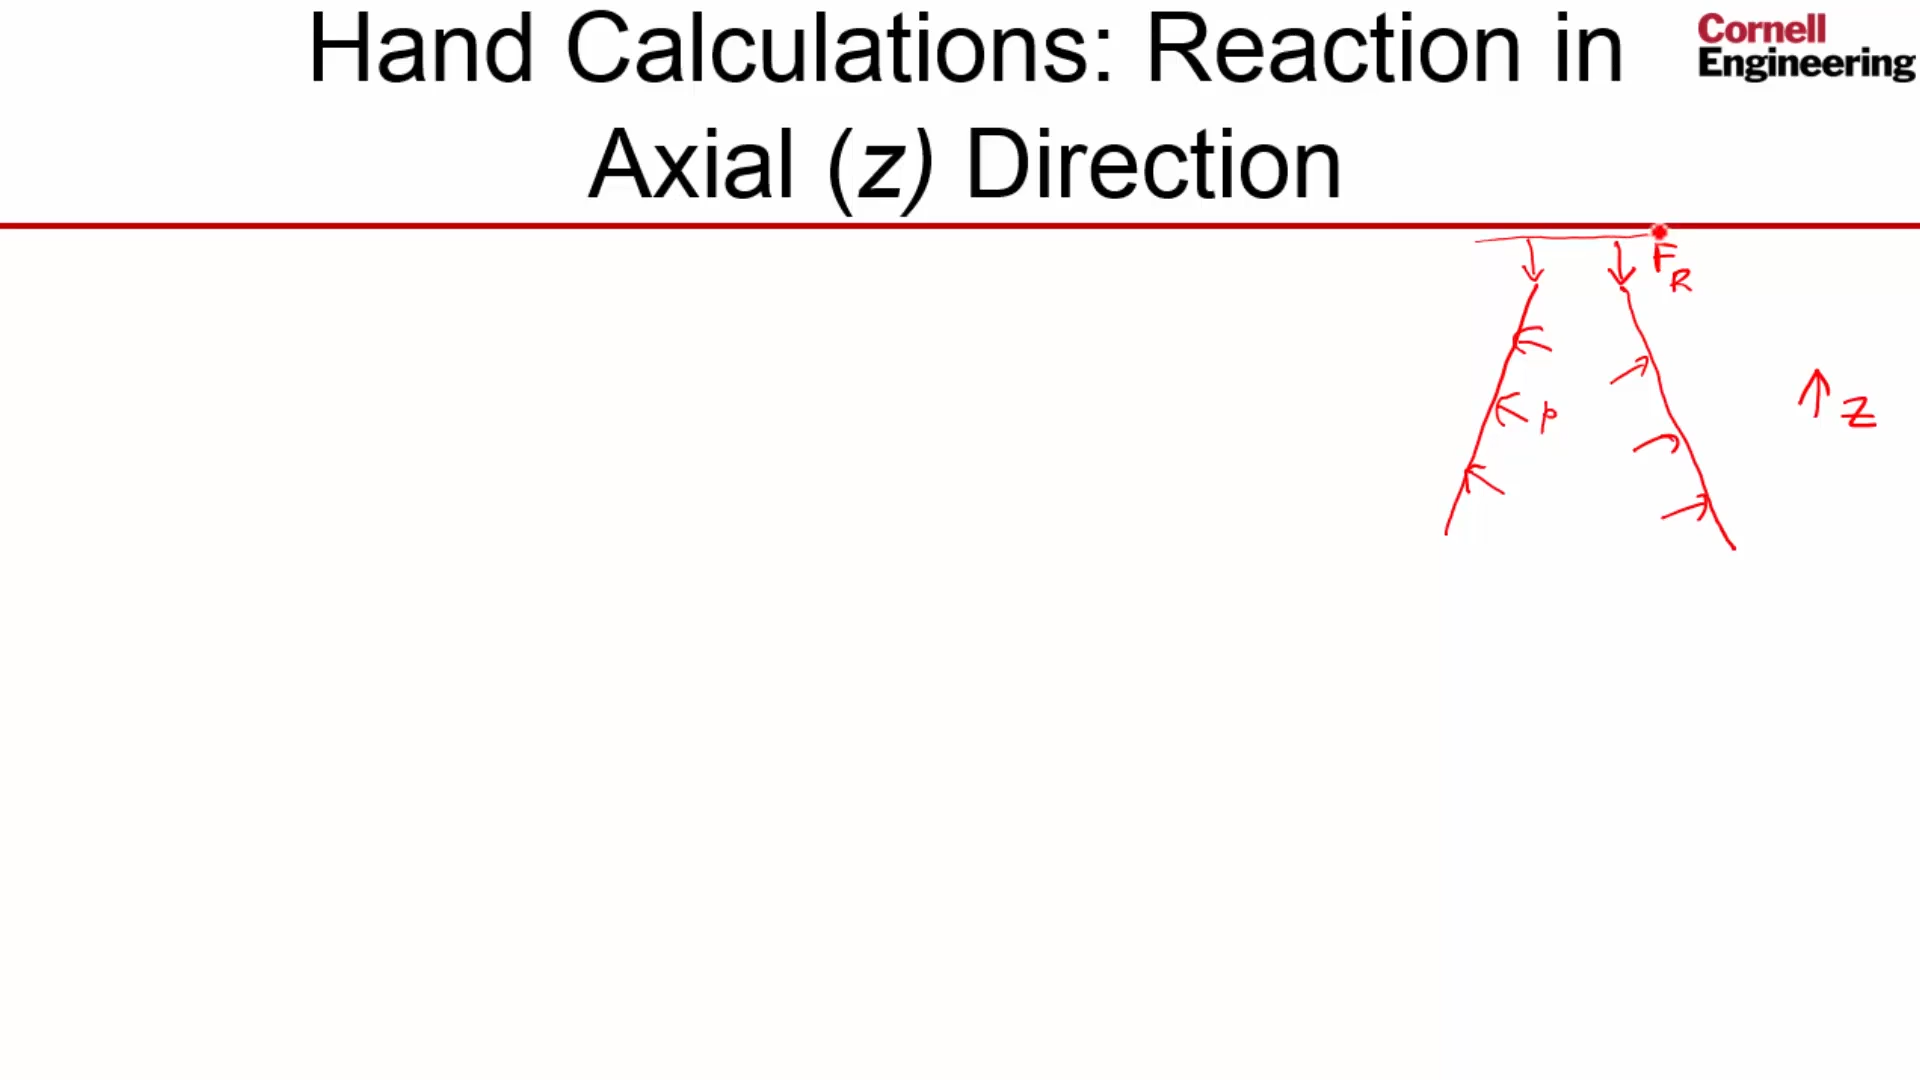 Hand Calculations: Reaction in
Axial (z) Direction
Cornell
Engineering
F_R
p
z